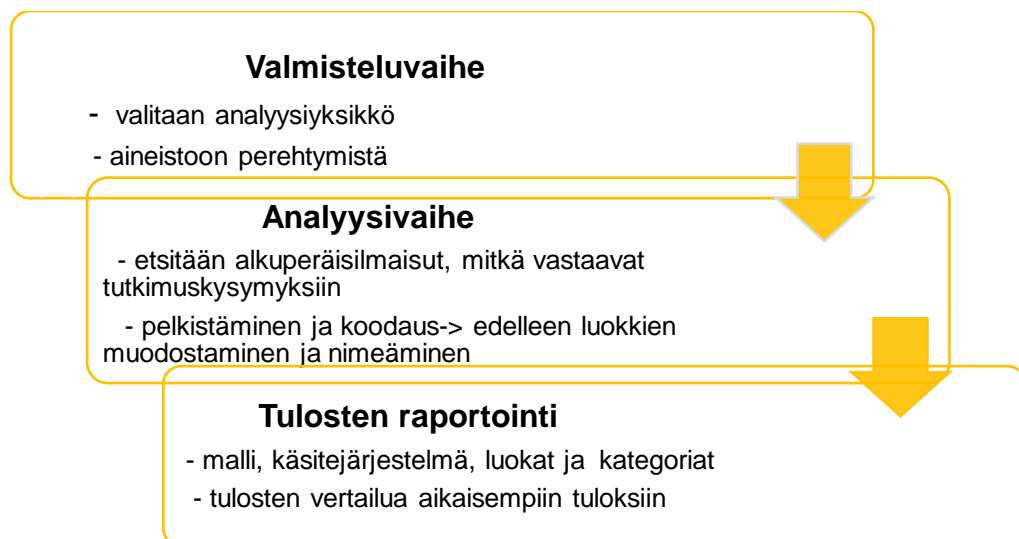 Valmisteluvaihe
- valitaan analyysiyksikkö
- aineistoon perehtymistä
Analyysivaihe
- etsitään alkuperäisilmaisut, mitkä vastaavat
tutkimuskysymyksiin
- pelkistäminen ja koodaus-> edelleen luokkien
muodostaminen ja nimeäminen
Tulosten raportointi
- malli, käsitejärjestelmä, luokat ja kategoriat
- tulosten vertailua aikaisempiin tuloksiin